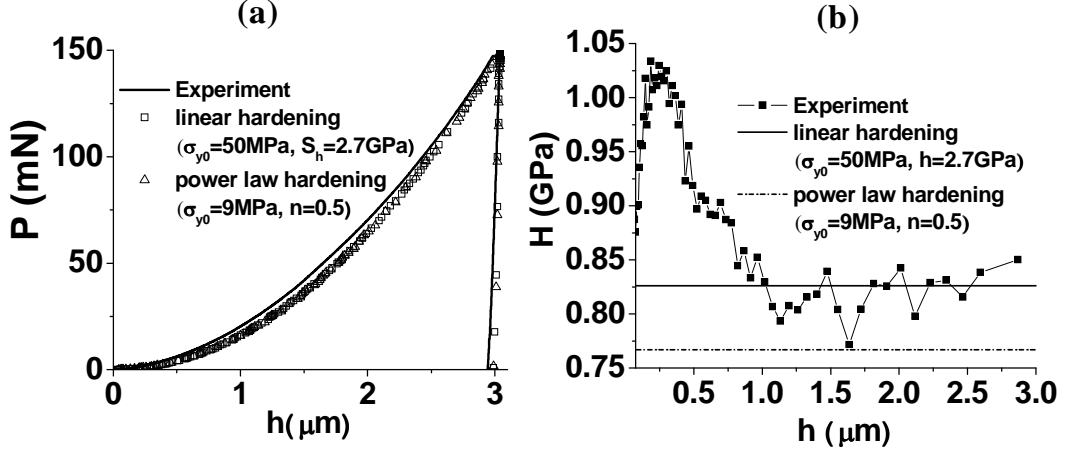 (a)
150
100
50
0
P (mN)
Experiment
linear hardening
(σy0=50MPa, Sh=2.7GPa)
power law hardening
(σy0=9MPa, n=0.5)
0 1 2 3
h(μm)
(b)
1.05
1.00
0.95
0.90
0.85
0.80
0.75
H (GPa)
Experiment
linear hardening
(σy0=50MPa, h=2.7GPa)
power law hardening
(σy0=9MPa, n=0.5)
0.5 1.0 1.5 2.0 2.5 3.0
h (μm)